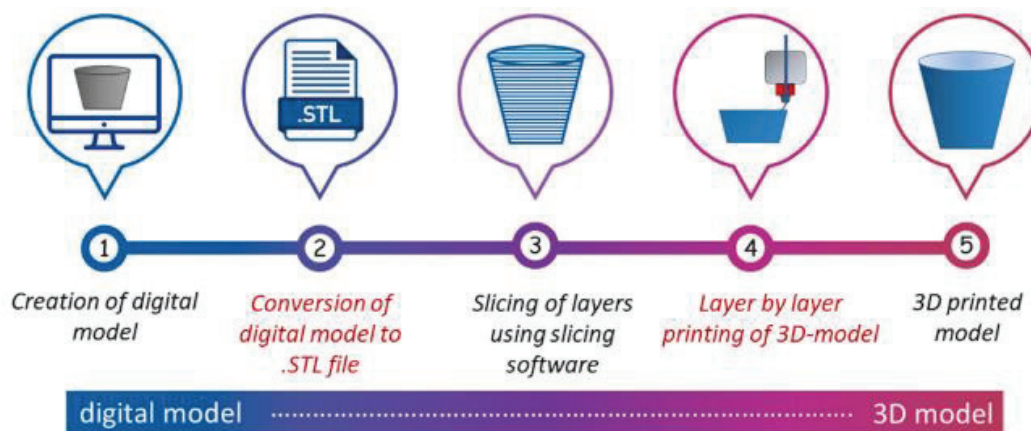 .STL
1
2
3
4
5
Creation of digital
model
Conversion of
digital model to
.STL file
Slicing of layers
using slicing
software
Layer by layer
printing of 3D-model
3D printed
model
digital model ........................................................ 3D model